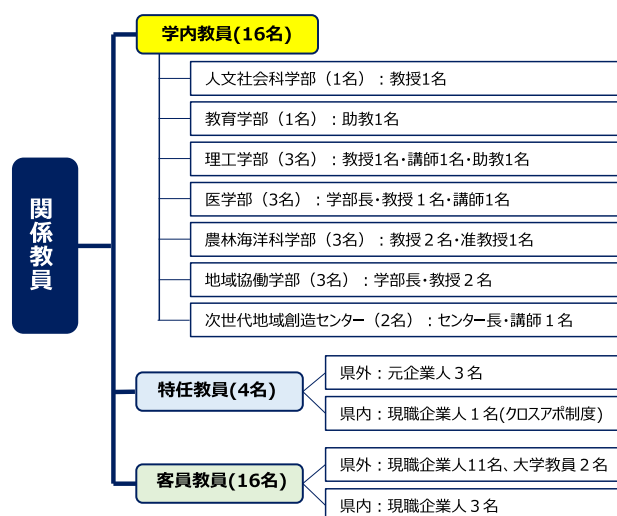 関係教員
学内教員(16名)
人文社会科学部（1名）：教授1名
教育学部（1名）：助教1名
理工学部（3名）：教授1名・講師1名・助教1名
医学部（3名）：学部長・教授１名・講師1名
農林海洋科学部（3名）：教授２名・准教授1名
地域協働学部（3名）：学部長・教授２名
次世代地域創造センター（2名）：センター長・講師１名
特任教員(4名)
県外：元企業人３名
県内：現職企業人１名(クロスアポ制度)
客員教員(16名)
県外：現職企業人11名、大学教員２名
県内：現職企業人３名